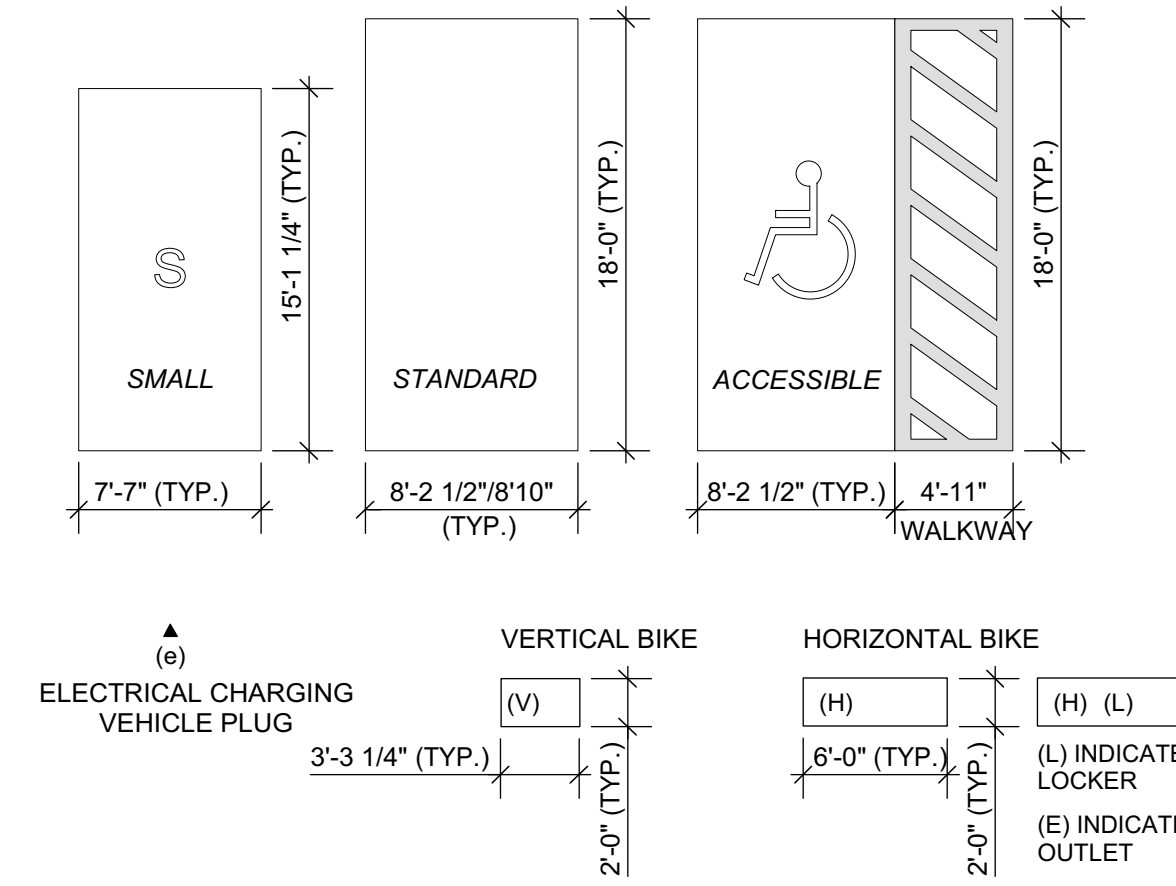 S
SMALL
15'-1 1/4" (TYP.)
7'-7" (TYP.)
STANDARD
18'-0" (TYP.)
8'-2 1/2"/8'10"
(TYP.)
ACCESSIBLE
18'-0" (TYP.)
8'-2 1/2" (TYP.)
4'-11"
WALKWAY
(e)
ELECTRICAL CHARGING
VEHICLE PLUG
VERTICAL BIKE
(V)
3'-3 1/4" (TYP.)
2'-0" (TYP.)
HORIZONTAL BIKE
(H)
6'-0" (TYP.)
2'-0" (TYP.)
(H) (L)
(L)
LOCKER
(E)
OUTLET